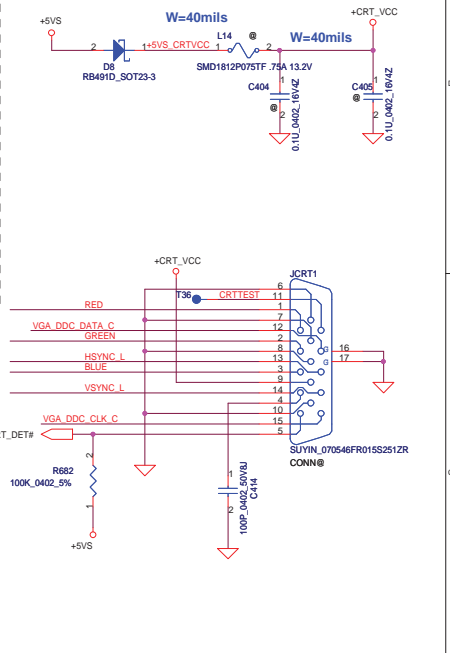 W=40mils
+5VS
+CRT_VCC
L14
@
W=40mils
2
1
+5VS_CRTVCC
1
2
D8
RB491D_SOT23-3
SMD1812P075TF .75A 13.2V
C404
@
1
2
0.1U_0402_16V4Z
C405
@
1
2
0.1U_0402_16V4Z
+CRT_VCC
JCRT1
T36
CRTTEST
6
11
RED
1
7
VGA_DDC_DATA_C
12
GREEN
2
8
G
16
HSYNC_L
13
G
17
BLUE
3
9
VSYNC_L
14
4
10
VGA_DDC_CLK_C
15
T_DET#
5
SUYIN_070546FR015S251ZR
CONN@
R682
100K_0402_5%
2
1
+5VS
1
2
100P_0402_50V8J
C414